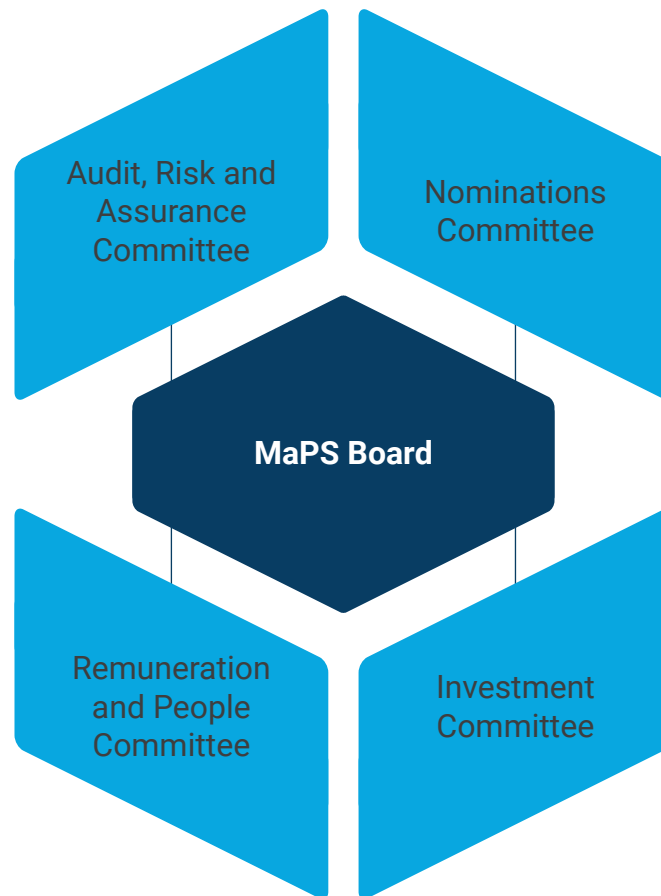 Audit, Risk and
Assurance
Committee
Nominations
Committee
MaPS Board
Remuneration
and People
Committee
Investment
Committee